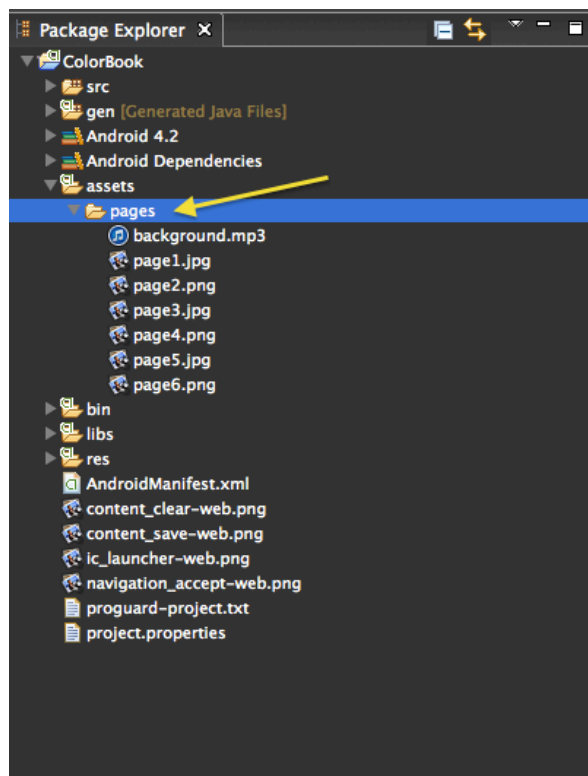 Package Explorer
ColorBook
src
gen [Generated Java Files]
Android 4.2
Android Dependencies
assets
pages
background.mp3
page1.jpg
page2.png
page3.jpg
page4.png
page5.jpg
page6.png
bin
libs
res
AndroidManifest.xml
content_clear-web.png
content_save-web.png
ic_launcher-web.png
navigation_accept-web.png
proguard-project.txt
project.properties